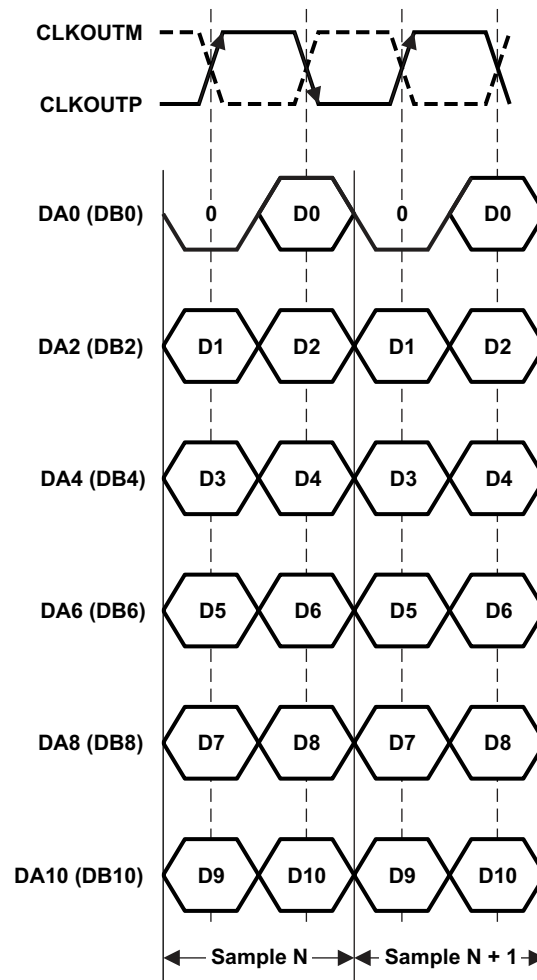 CLKOUTM
CLKOUTP
DA0 (DB0) 0 D0 0 D0
DA2 (DB2) D1 D2 D1 D2
DA4 (DB4) D3 D4 D3 D4
DA6 (DB6) D5 D6 D5 D6
DA8 (DB8) D7 D8 D7 D8
DA10 (DB10) D9 D10 D9 D10
Sample N Sample N + 1